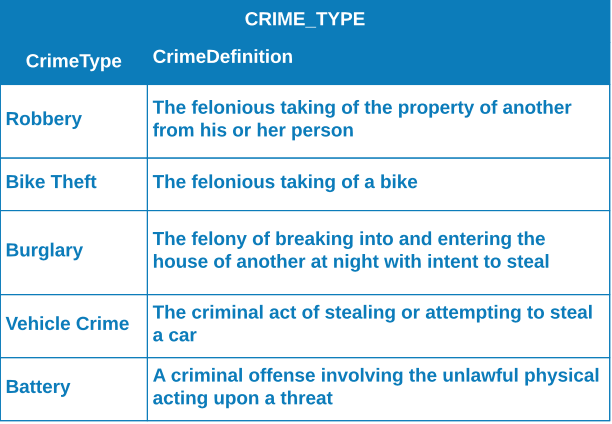 CRIME_TYPE
CrimeType
CrimeDefinition
Robbery
The felonious taking of the property of another
from his or her person
Bike Theft
The felonious taking of a bike
Burglary
The felony of breaking into and entering the
house of another at night with intent to steal
Vehicle Crime
The criminal act of stealing or attempting to steal
a car
Battery
A criminal offense involving the unlawful physical
acting upon a threat